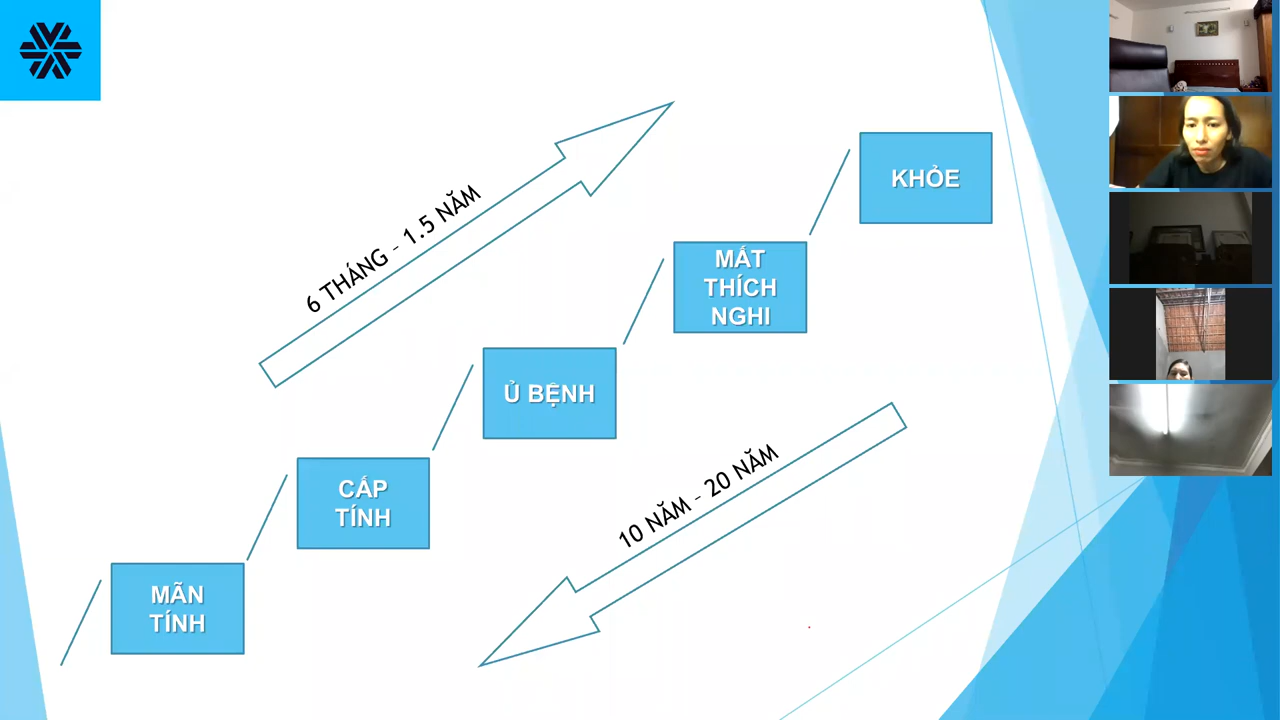 KHỎE
6 THÁNG - 1.5 NĂM
MẤT
THÍCH
NGHI
Ủ BỆNH
10 NĂM - 20 NĂM
CẤP
TÍNH
MÃN
TÍNH